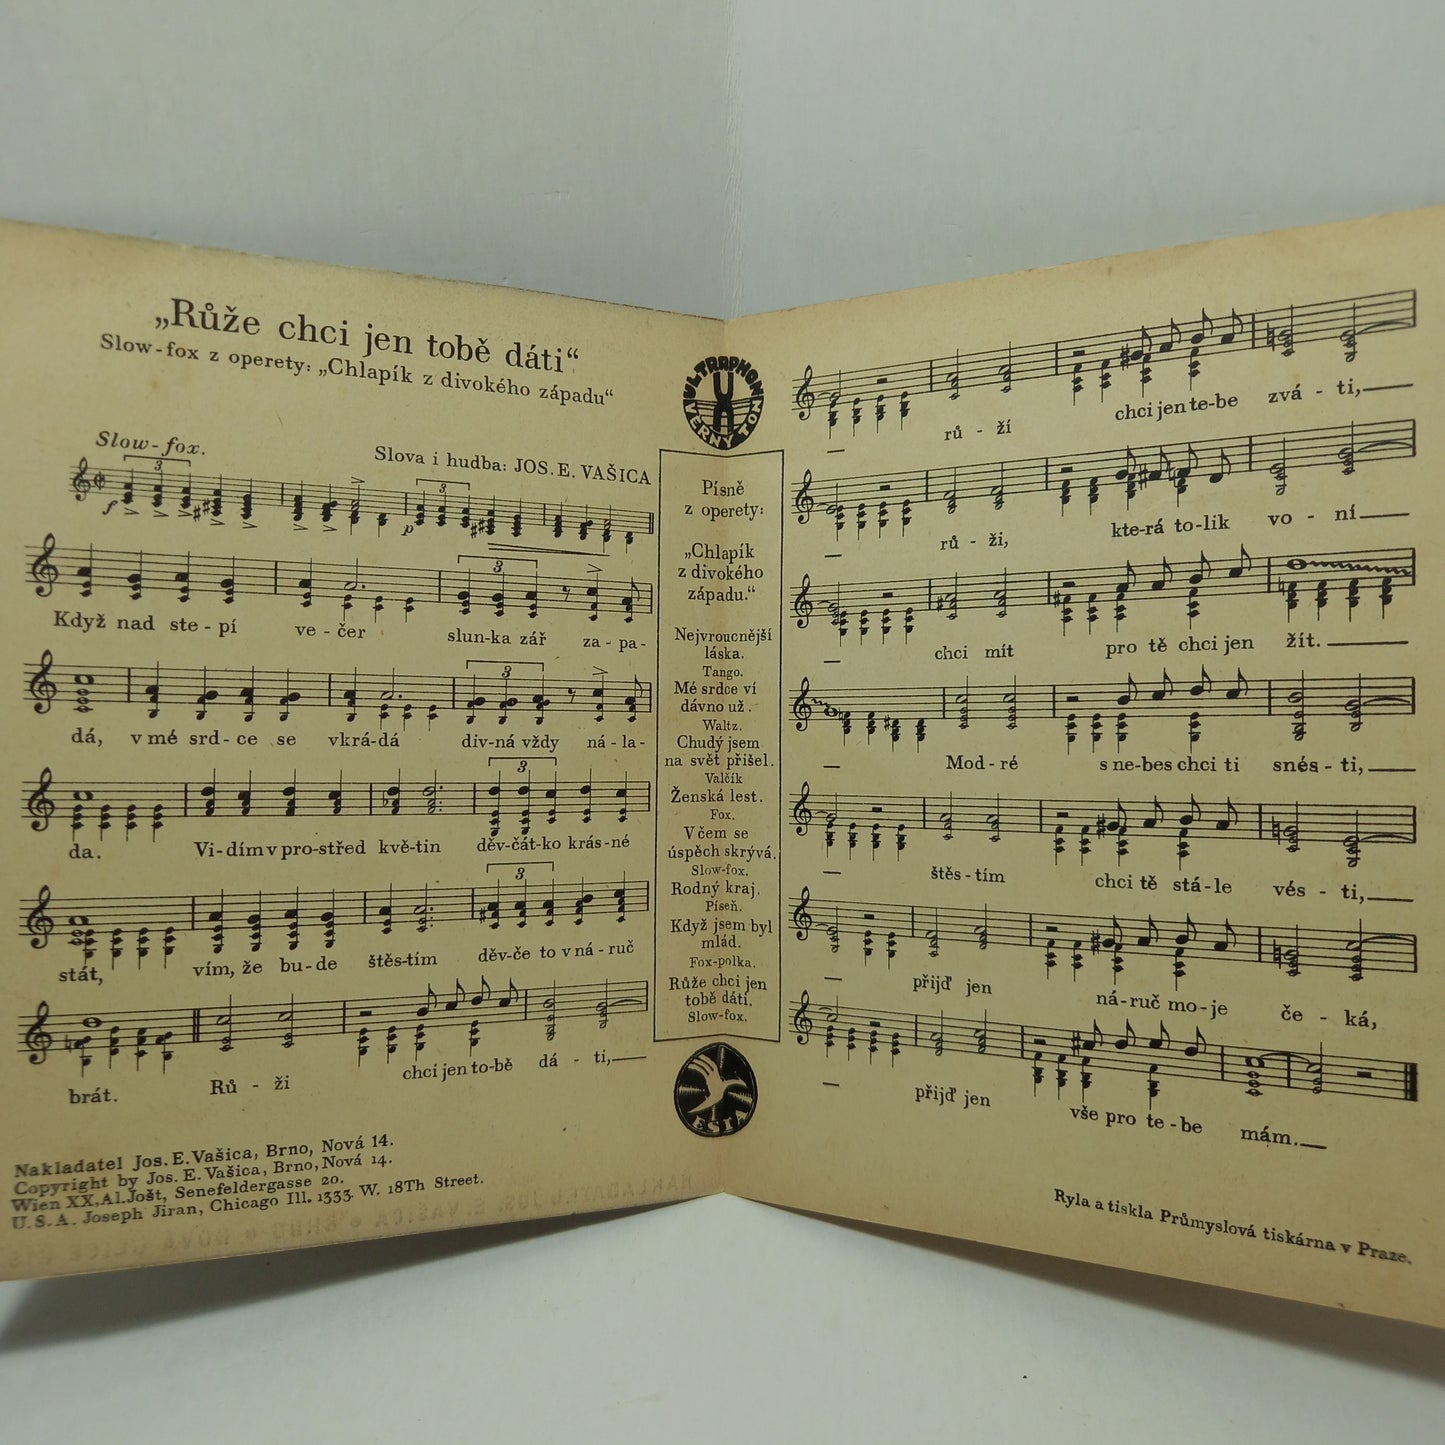 „Růže chci jen tobě dáti“
Slow-fox z operety: „Chlapík z divokého západu“
Slow-fox.
Slova i hudba: JOS. E. VAŠICA
3
3
f
p
3
Když nad ste - pí ve - čer slun-ka zář za - pa -
3
dá, v mé srd - ce se vkrá-dá div-ná vždy ná - la -
3
da. Vi-dím v pro-střed kvě-tin děv-čát-ko krás-né
3
stát, vím, že bu-de štěs-tím děv-če to v ná-ruč
brát. Rů - ži chci jen to-bě dá - ti,
Nakladatel Jos. E. Vašica, Brno, Nová 14.
Copyright by Jos. E. Vašica, Brno, Nová 14.
Wien XX, Al. Jošt, Senefeldergasse 20.
U. S. A. Joseph Jiran, Chicago Ill. 1333 W. 18Th Street.
ULTRAPHON
VĚRNÝ TÓN
Písně
z operety:
„Chlapík
z divokého
západu.“
Nejvroucnější
láska.
Tango.
Mé srdce ví
dávno už.
Waltz.
Chudý jsem
na svět přišel.
Valčík
Ženská lest.
Fox.
V čem se
úspěch skrývá.
Slow-fox.
Rodný kraj.
Píseň.
Když jsem byl
mlád.
Fox-polka.
Růže chci jen
tobě dáti.
Slow-fox.
ESTA
rů - ží chci jen te-be zvá - ti,
rů - ži, kte-rá to-lik vo - ní
chci mít pro tě chci jen žít.
Mod-ré s ne-bes chci ti snés - ti,
štěs-tím chci tě stá-le vés - ti,
přijď jen ná-ruč mo-je če - ká,
přijď jen vše pro te-be mám.
Ryla a tiskla Průmyslová tiskárna v Praze.